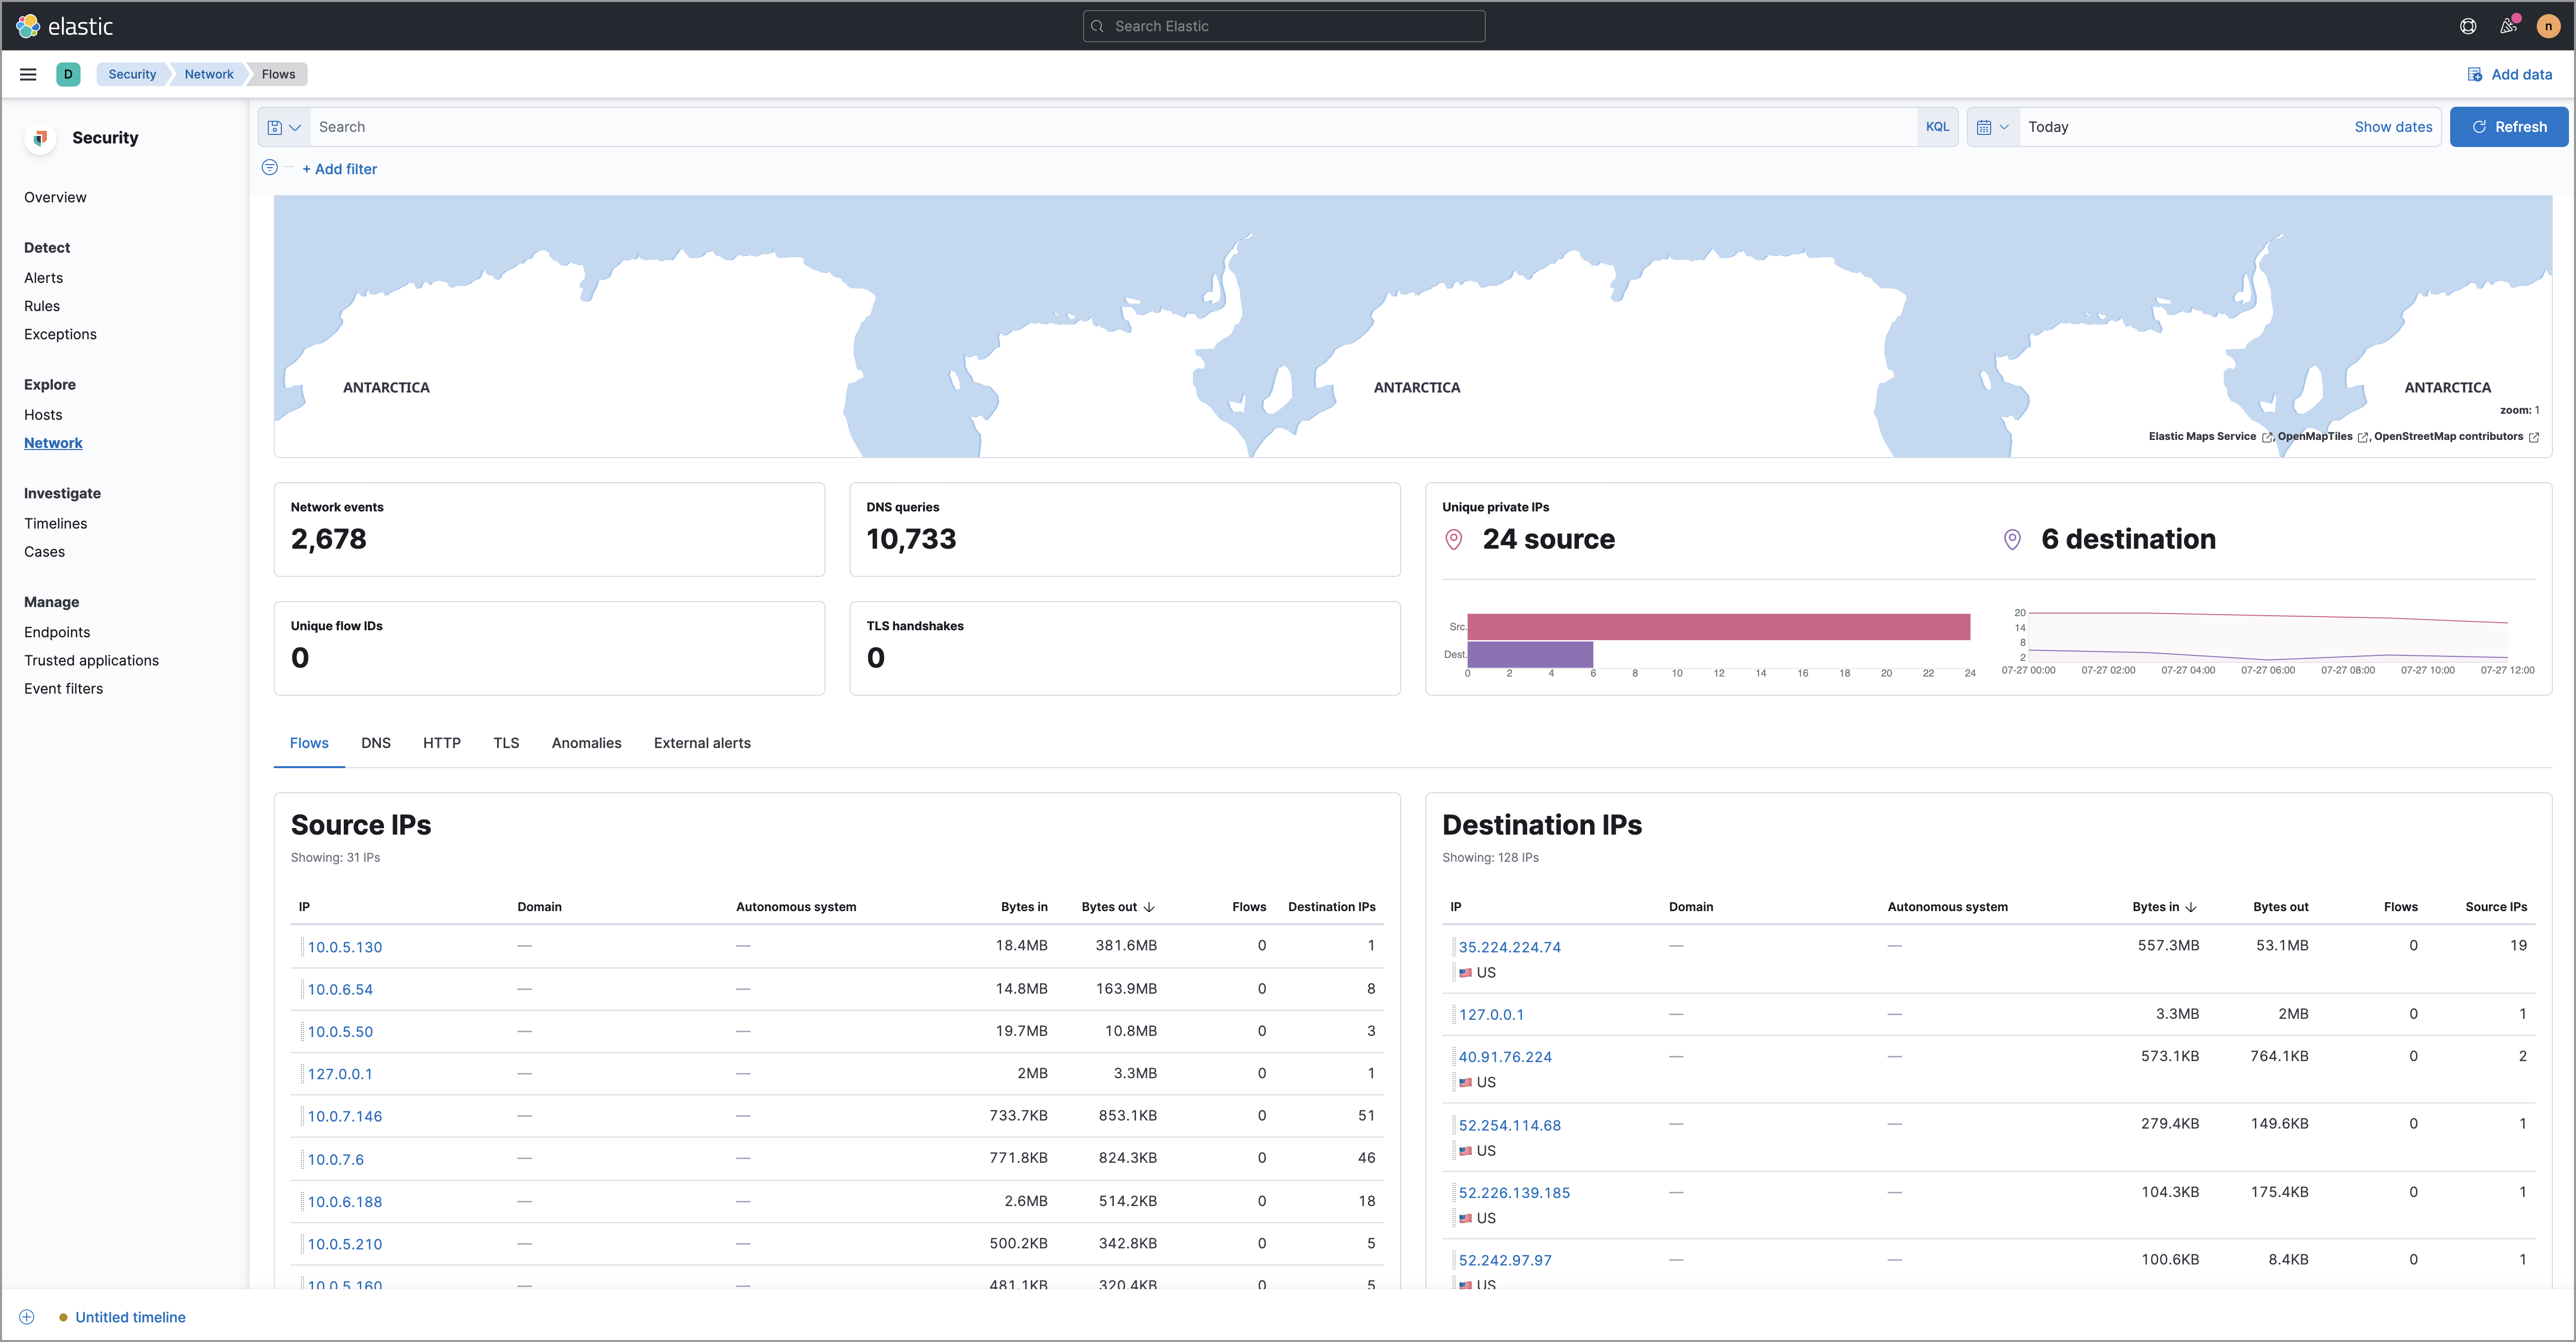 elastic
Search Elastic
n
D
Security
Network
Flows
Add data
Security
Overview
Detect
Alerts
Rules
Exceptions
Explore
Hosts
Network
Investigate
Timelines
Cases
Manage
Endpoints
Trusted applications
Event filters
Search
KQL
Today
Show dates
Refresh
+ Add filter
ANTARCTICA
ANTARCTICA
ANTARCTICA
zoom: 1
Elastic Maps Service , OpenMapTiles , OpenStreetMap contributors
Network events
2,678
DNS queries
10,733
Unique flow IDs
0
TLS handshakes
0
Unique private IPs
24 source
6 destination
Src.
Dest.
0 2 4 6 8 10 12 14 16 18 20 22 24
20
14
8
2
07-27 00:00 07-27 02:00 07-27 04:00 07-27 06:00 07-27 08:00 07-27 10:00 07-27 12:00
Flows DNS HTTP TLS Anomalies External alerts
Source IPs
Showing: 31 IPs
IP Domain Autonomous system Bytes in Bytes out Flows Destination IPs
10.0.5.130 — — 18.4MB 381.6MB 0 1
10.0.6.54 — — 14.8MB 163.9MB 0 8
10.0.5.50 — — 19.7MB 10.8MB 0 3
127.0.0.1 — — 2MB 3.3MB 0 1
10.0.7.146 — — 733.7KB 853.1KB 0 51
10.0.7.6 — — 771.8KB 824.3KB 0 46
10.0.6.188 — — 2.6MB 514.2KB 0 18
10.0.5.210 — — 500.2KB 342.8KB 0 5
10.0.5.160 — — 481.1KB 320.4KB 0 5
Destination IPs
Showing: 128 IPs
IP Domain Autonomous system Bytes in Bytes out Flows Source IPs
35.224.224.74 — — 557.3MB 53.1MB 0 19
US
127.0.0.1 — — 3.3MB 2MB 0 1
40.91.76.224 — — 573.1KB 764.1KB 0 2
US
52.254.114.68 — — 279.4KB 149.6KB 0 1
US
52.226.139.185 — — 104.3KB 175.4KB 0 1
US
52.242.97.97 — — 100.6KB 8.4KB 0 1
US
Untitled timeline